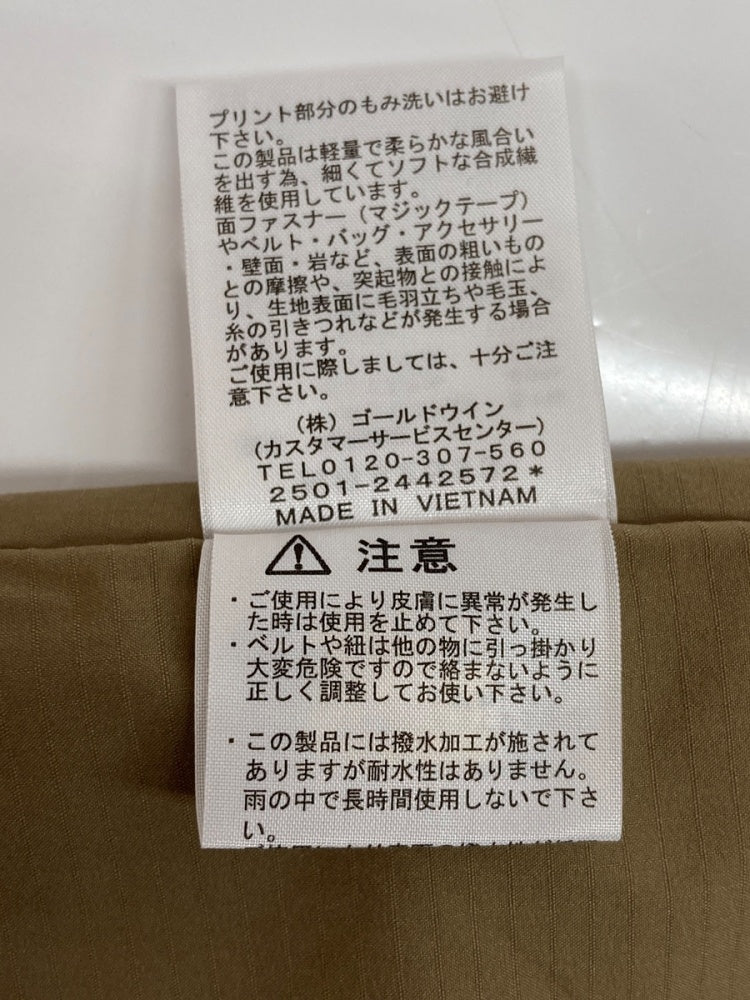 プリント部分のもみ洗いはお避け
下さい。
この製品は軽量で柔らかな風合い
を出す為、細くてソフトな合成繊
維を使用しています。
面ファスナー（マジックテープ）
やベルト・バッグ・アクセサリー
・壁面・岩など、表面の粗いもの
との摩擦や、突起物との接触によ
り、生地表面に毛羽立ちや毛玉、
糸の引きつれなどが発生する場合
があります。
ご使用に際しましては、十分ご注
意下さい。
（株）ゴールドウイン
（カスタマーサービスセンター）
TEL0120-307-560
2501-2442572*
MADE IN VIETNAM
注意
・ご使用により皮膚に異常が発生し
た時は使用を止めて下さい。
・ベルトや紐は他の物に引っ掛かり
大変危険ですので絡まないように
正しく調整してお使い下さい。
・この製品には撥水加工が施されて
ありますが耐水性はありません。
雨の中で長時間使用しないで下さ
い。